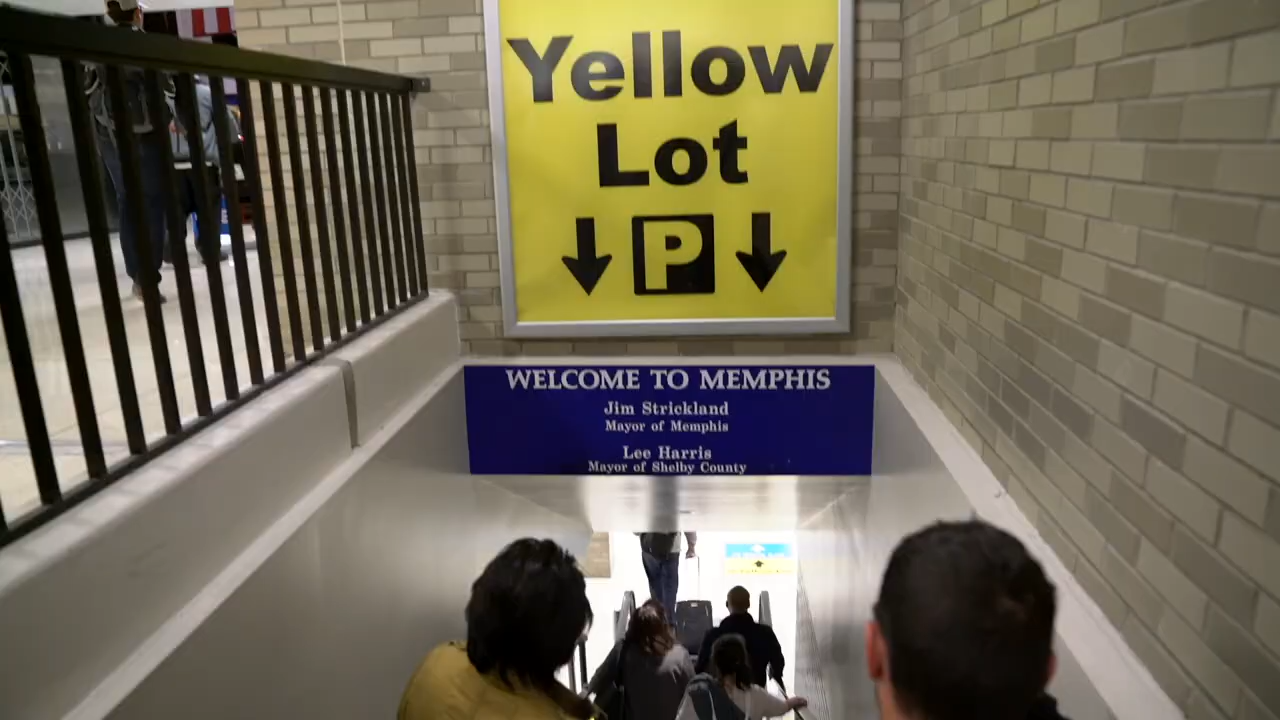 Yellow
Lot
P
WELCOME TO MEMPHIS
Jim Strickland
Mayor of Memphis
Lee Harris
Mayor of Shelby County